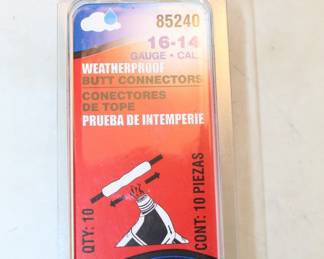 85240
16-14
GAUGE • CAL.
WEATHERPROOF
BUTT CONNECTORS
CONECTORES
DE TOPE
PRUEBA DE INTEMPERIE
QTY: 10
CONT: 10 PIEZAS